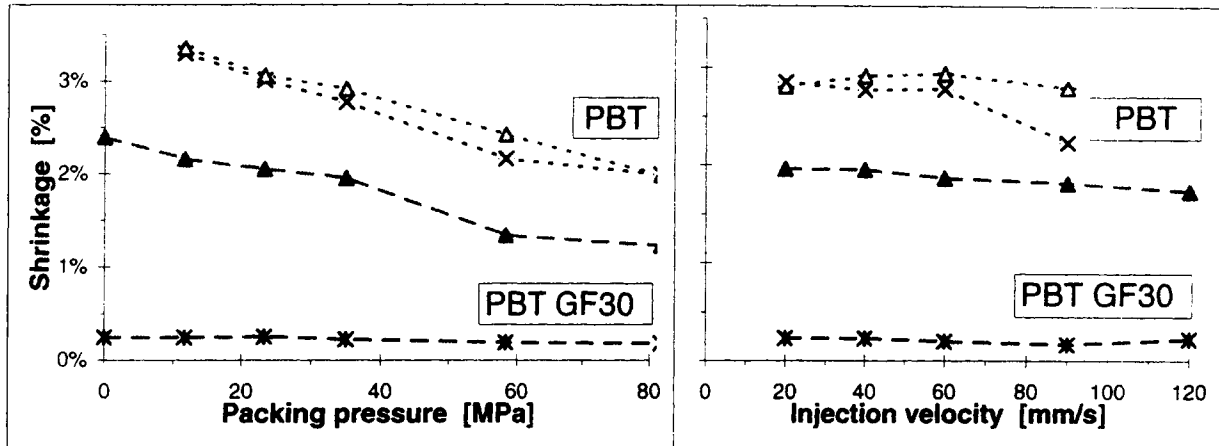 Shrinkage [%]
3%
2%
1%
0%
PBT
PBT GF30
0 20 40 60 80
Packing pressure [MPa]
PBT
PBT GF30
0 20 40 60 80 100 120
Injection velocity [mm/s]